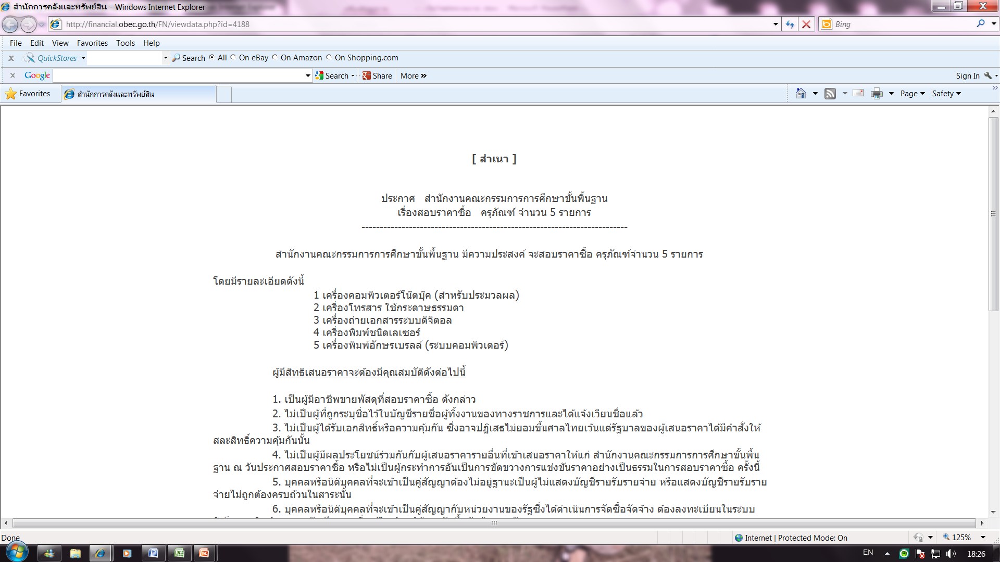 สำนักการคลังและทรัพย์สิน - Windows Internet Explorer
http://financial.obec.go.th/FN/viewdata.php?id=4188
Bing
File Edit View Favorites Tools Help
x QuickStores Search All On eBay On Amazon On Shopping.com
x Google Search Share More Sign In
Favorites สำนักการคลังและทรัพย์สิน Page Safety
[ สำเนา ]
ประกาศ สำนักงานคณะกรรมการการศึกษาขั้นพื้นฐาน
เรื่องสอบราคาซื้อ ครุภัณฑ์ จำนวน 5 รายการ
-------------------------------------------------------------------------
สำนักงานคณะกรรมการการศึกษาขั้นพื้นฐาน มีความประสงค์ จะสอบราคาซื้อ ครุภัณฑ์จำนวน 5 รายการ
โดยมีรายละเอียดดังนี้
1 เครื่องคอมพิวเตอร์โน๊ตบุ๊ค (สำหรับประมวลผล)
2 เครื่องโทรสาร ใช้กระดาษธรรมดา
3 เครื่องถ่ายเอกสารระบบดิจิตอล
4 เครื่องพิมพ์ชนิดเลเซอร์
5 เครื่องพิมพ์อักษรเบรลล์ (ระบบคอมพิวเตอร์)
ผู้มีสิทธิเสนอราคาจะต้องมีคุณสมบัติดังต่อไปนี้
1. เป็นผู้มีอาชีพขายพัสดุที่สอบราคาซื้อ ดังกล่าว
2. ไม่เป็นผู้ที่ถูกระบุชื่อไว้ในบัญชีรายชื่อผู้ทิ้งงานของทางราชการและได้แจ้งเวียนชื่อแล้ว
3. ไม่เป็นผู้ได้รับเอกสิทธิ์หรือความคุ้มกัน ซึ่งอาจปฏิเสธไม่ยอมขึ้นศาลไทยเว้นแต่รัฐบาลของผู้เสนอราคาได้มีคำสั่งให้
สละสิทธิ์ความคุ้มกันนั้น
4. ไม่เป็นผู้มีผลประโยชน์ร่วมกันกับผู้เสนอราคารายอื่นที่เข้าเสนอราคาให้แก่ สำนักงานคณะกรรมการการศึกษาขั้นพื้น
ฐาน ณ วันประกาศสอบราคาซื้อ หรือไม่เป็นผู้กระทำการอันเป็นการขัดขวางการแข่งขันราคาอย่างเป็นธรรมในการสอบราคาซื้อ ครั้งนี้
5. บุคคลหรือนิติบุคคลที่จะเข้าเป็นคู่สัญญาต้องไม่อยู่ฐานะเป็นผู้ไม่แสดงบัญชีรายรับรายจ่าย หรือแสดงบัญชีรายรับราย
จ่ายไม่ถูกต้องครบถ้วนในสาระนั้น
6. บุคคลหรือนิติบุคคลที่จะเข้าเป็นคู่สัญญากับหน่วยงานของรัฐซึ่งได้ดำเนินการจัดซื้อจัดจ้าง ต้องลงทะเบียนในระบบ
Done Internet | Protected Mode: On 125%
EN 18:26